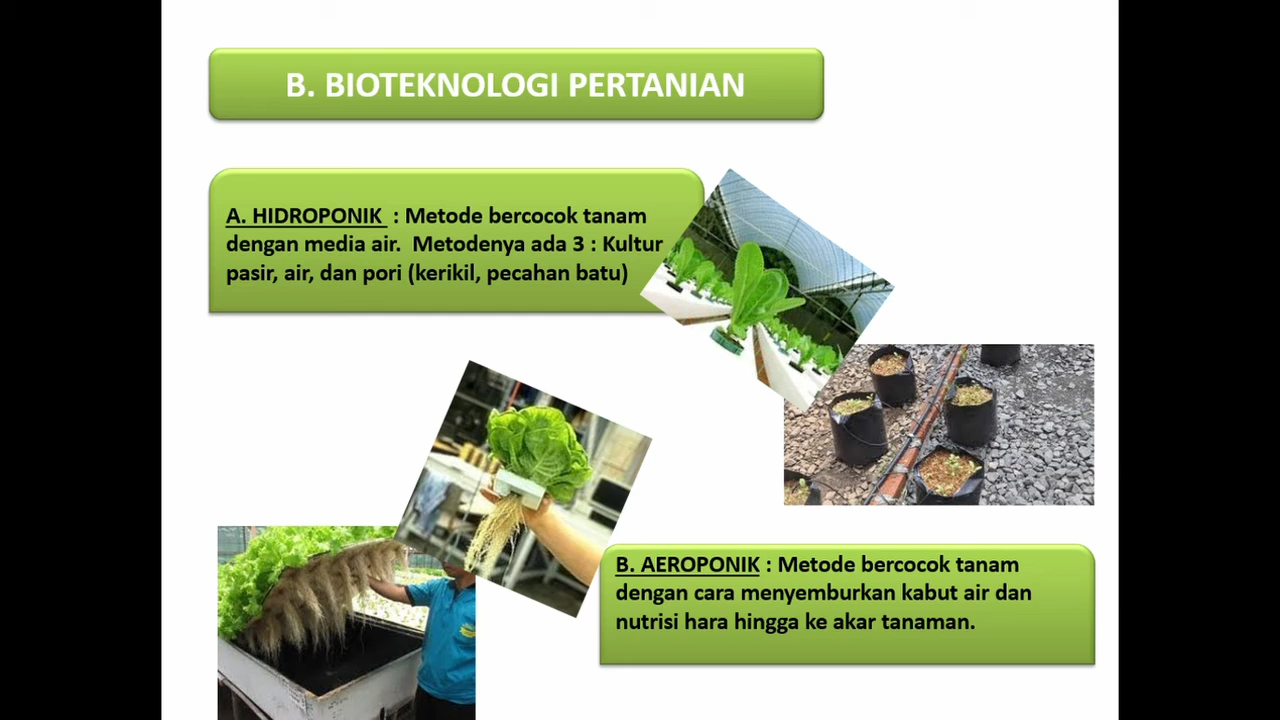 B. BIOTEKNOLOGI PERTANIAN
A. HIDROPONIK : Metode bercocok tanam
dengan media air. Metodenya ada 3 : Kultur
pasir, air, dan pori (kerikil, pecahan batu)
B. AEROPONIK : Metode bercocok tanam
dengan cara menyemburkan kabut air dan
nutrisi hara hingga ke akar tanaman.